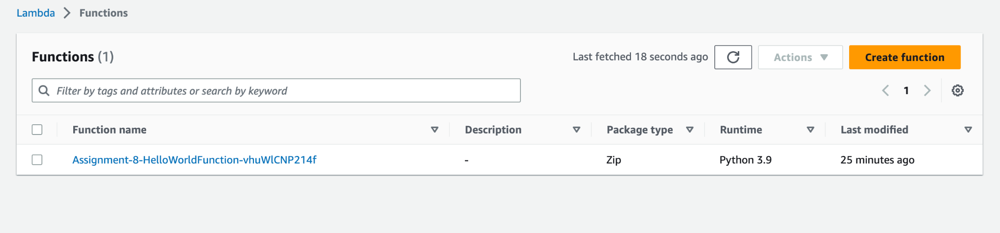 Lambda > Functions
Functions (1) Last fetched 18 seconds ago Actions Create function
Filter by tags and attributes or search by keyword 1
Function name Description Package type Runtime Last modified
Assignment-8-HelloWorldFunction-vhuWlCNP214f - Zip Python 3.9 25 minutes ago